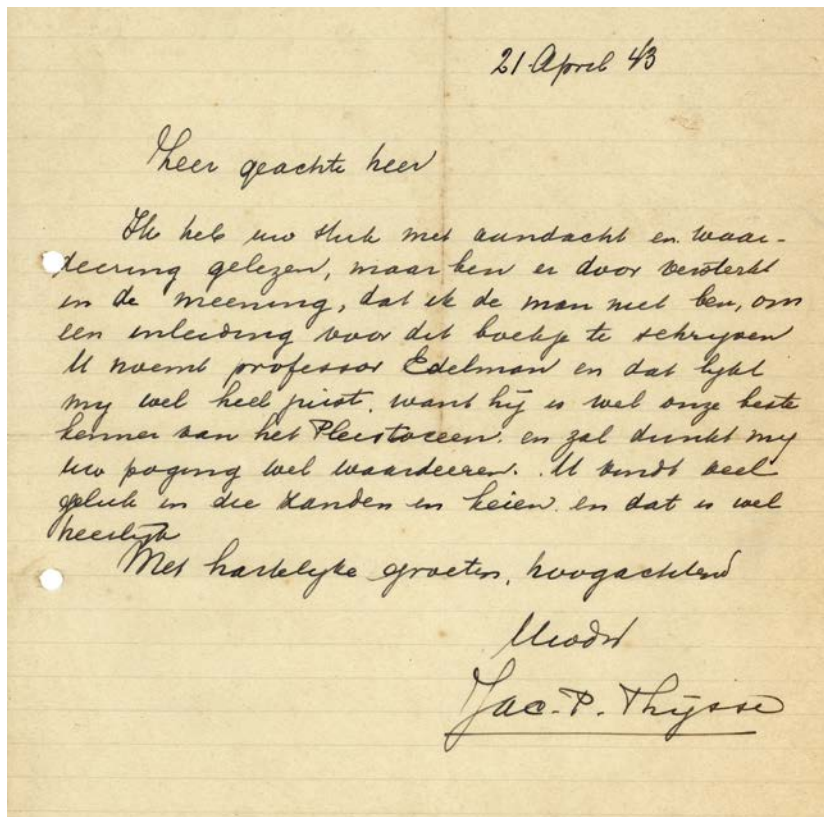 21 April 43
Zeer geachte heer
Ik heb uw stuk met aandacht en waar-
deering gelezen, maar ben er door versterkt
in de meening, dat ik de man niet ben, om
een inleiding voor dit boekje te schrijven
U noemt professor Edelman en dat lykt
my wel heel juist, want hij is wel onze beste
kenner van het Pleistoceen en zal dunkt my
uw poging wel waardeeren. U vindt veel
geluk in die zanden en keien en dat is wel
heerlyk
Met hartelyke groeten, hoogachtend
Uwdw
Jac. P. Thijsse